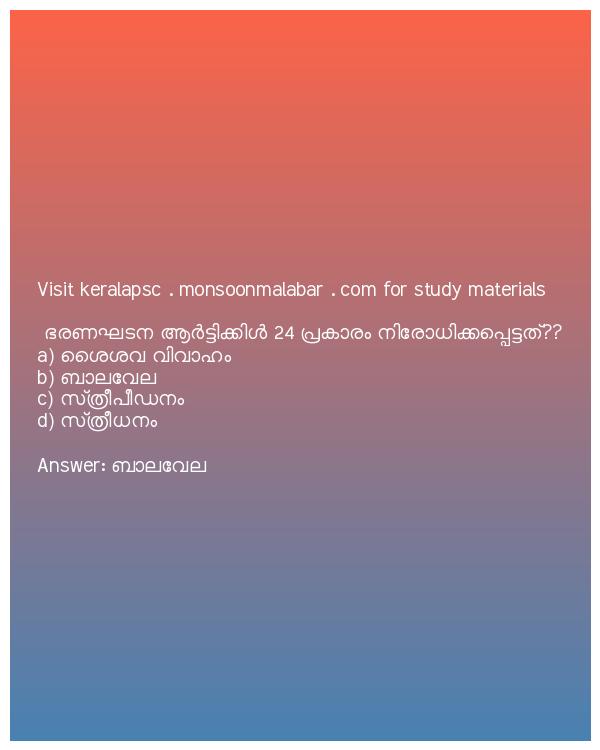 Visit keralapsc . monsoonmalabar . com for study materials
ഭരണഘടന ആർട്ടിക്കിൾ 24 പ്രകാരം നിരോധിക്കപ്പെട്ടത്??
a) ശൈശവ വിവാഹം
b) ബാലവേല
c) സ്ത്രീപീഡനം
d) സ്ത്രീധനം
Answer: ബാലവേല